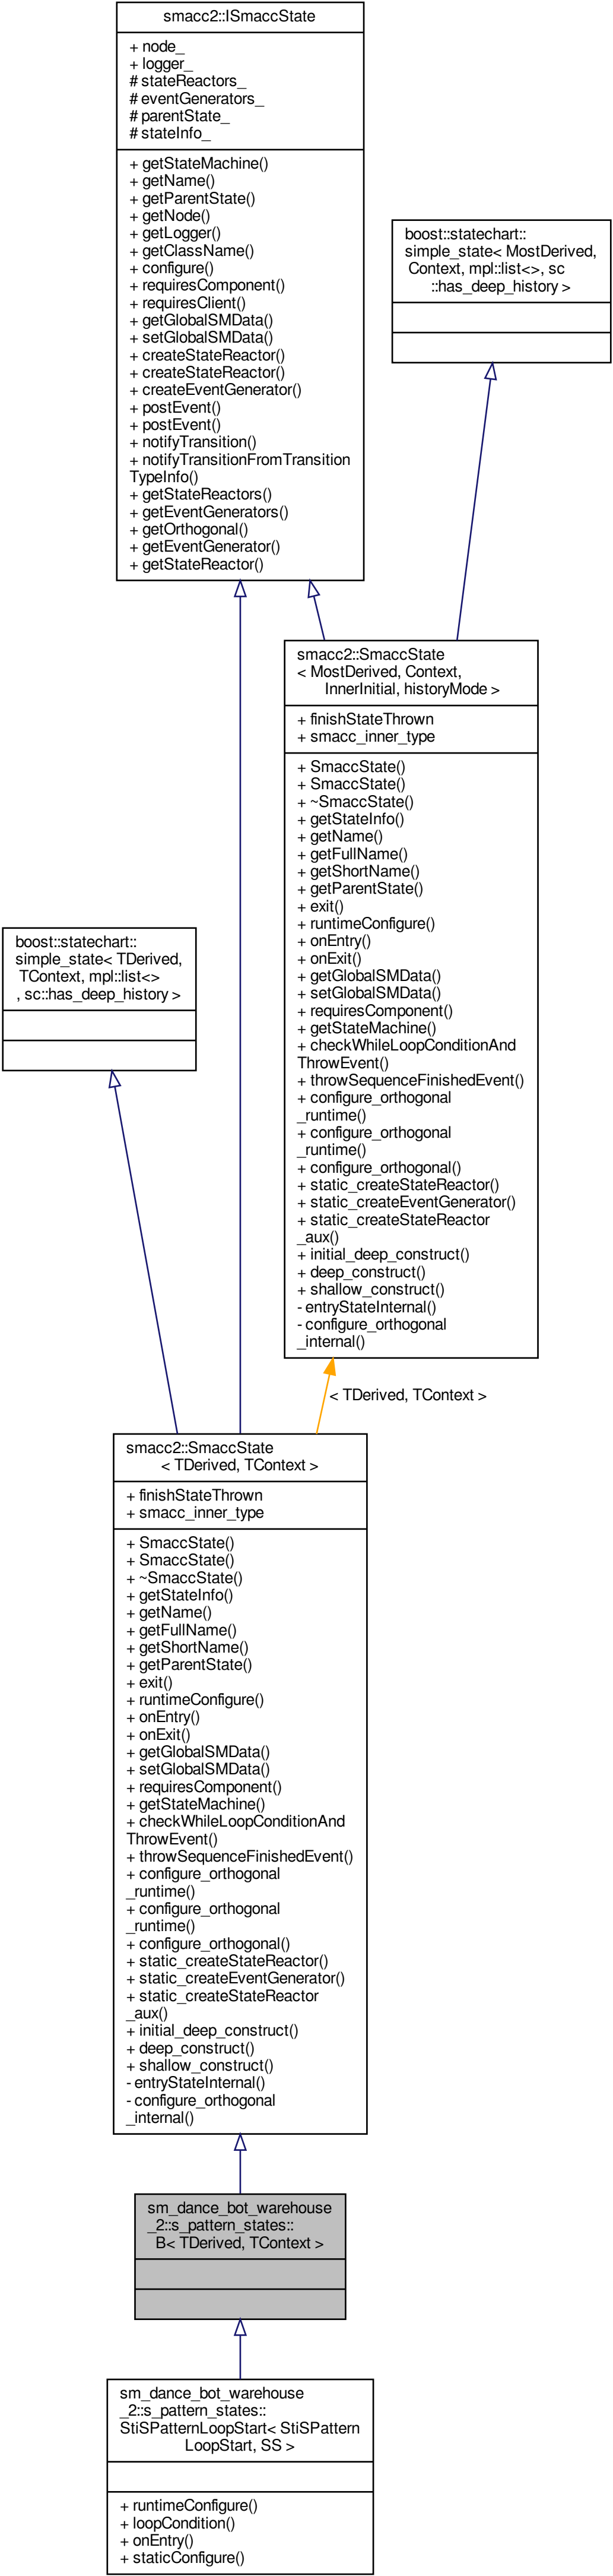 smacc2::ISmaccState
+ node_
+ logger_
# stateReactors_
# eventGenerators_
# parentState_
# stateInfo_
+ getStateMachine()
+ getName()
+ getParentState()
+ getNode()
+ getLogger()
+ getClassName()
+ configure()
+ requiresComponent()
+ requiresClient()
+ getGlobalSMData()
+ setGlobalSMData()
+ createStateReactor()
+ createStateReactor()
+ createEventGenerator()
+ postEvent()
+ postEvent()
+ notifyTransition()
+ notifyTransitionFromTransition
TypeInfo()
+ getStateReactors()
+ getEventGenerators()
+ getOrthogonal()
+ getEventGenerator()
+ getStateReactor()
boost::statechart::
simple_state< MostDerived,
Context, mpl::list<>, sc
::has_deep_history >
smacc2::SmaccState
< MostDerived, Context,
InnerInitial, historyMode >
+ finishStateThrown
+ smacc_inner_type
+ SmaccState()
+ SmaccState()
+ ~SmaccState()
+ getStateInfo()
+ getName()
+ getFullName()
+ getShortName()
+ getParentState()
+ exit()
+ runtimeConfigure()
+ onEntry()
+ onExit()
+ getGlobalSMData()
+ setGlobalSMData()
+ requiresComponent()
+ getStateMachine()
+ checkWhileLoopConditionAnd
ThrowEvent()
+ throwSequenceFinishedEvent()
+ configure_orthogonal
_runtime()
+ configure_orthogonal
_runtime()
+ configure_orthogonal()
+ static_createStateReactor()
+ static_createEventGenerator()
+ static_createStateReactor
_aux()
+ initial_deep_construct()
+ deep_construct()
+ shallow_construct()
- entryStateInternal()
- configure_orthogonal
_internal()
boost::statechart::
simple_state< TDerived,
TContext, mpl::list<>
, sc::has_deep_history >
< TDerived, TContext >
smacc2::SmaccState
< TDerived, TContext >
+ finishStateThrown
+ smacc_inner_type
+ SmaccState()
+ SmaccState()
+ ~SmaccState()
+ getStateInfo()
+ getName()
+ getFullName()
+ getShortName()
+ getParentState()
+ exit()
+ runtimeConfigure()
+ onEntry()
+ onExit()
+ getGlobalSMData()
+ setGlobalSMData()
+ requiresComponent()
+ getStateMachine()
+ checkWhileLoopConditionAnd
ThrowEvent()
+ throwSequenceFinishedEvent()
+ configure_orthogonal
_runtime()
+ configure_orthogonal
_runtime()
+ configure_orthogonal()
+ static_createStateReactor()
+ static_createEventGenerator()
+ static_createStateReactor
_aux()
+ initial_deep_construct()
+ deep_construct()
+ shallow_construct()
- entryStateInternal()
- configure_orthogonal
_internal()
sm_dance_bot_warehouse
_2::s_pattern_states::
B< TDerived, TContext >
sm_dance_bot_warehouse
_2::s_pattern_states::
StiSPatternLoopStart< StiSPattern
LoopStart, SS >
+ runtimeConfigure()
+ loopCondition()
+ onEntry()
+ staticConfigure()